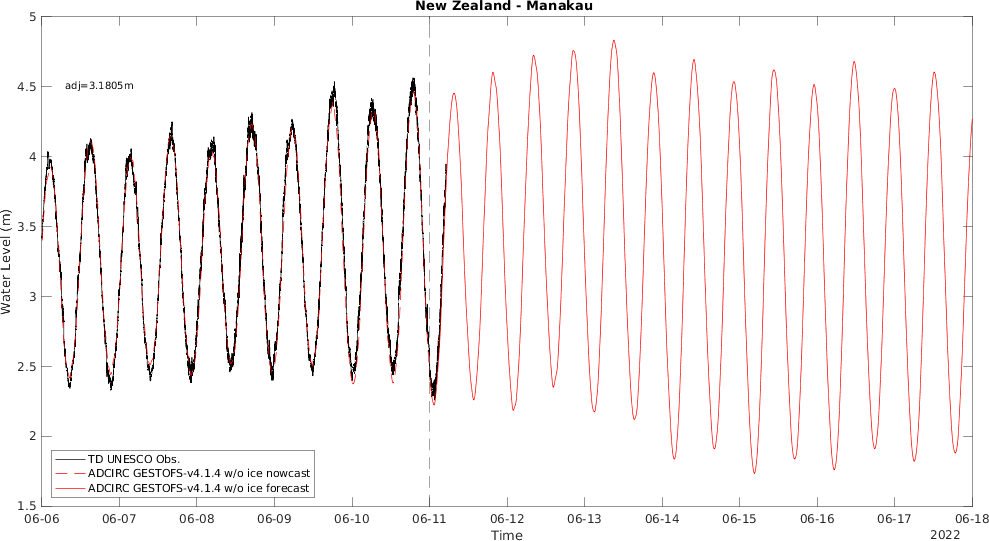 New Zealand - Manakau
adj=3.1805m
Water Level (m)
5
4.5
4
3.5
3
2.5
2
1.5
TD UNESCO Obs.
ADCIRC GESTOFS-v4.1.4 w/o ice nowcast
ADCIRC GESTOFS-v4.1.4 w/o ice forecast
06-06 06-07 06-08 06-09 06-10 06-11 06-12 06-13 06-14 06-15 06-16 06-17 06-18
Time
2022